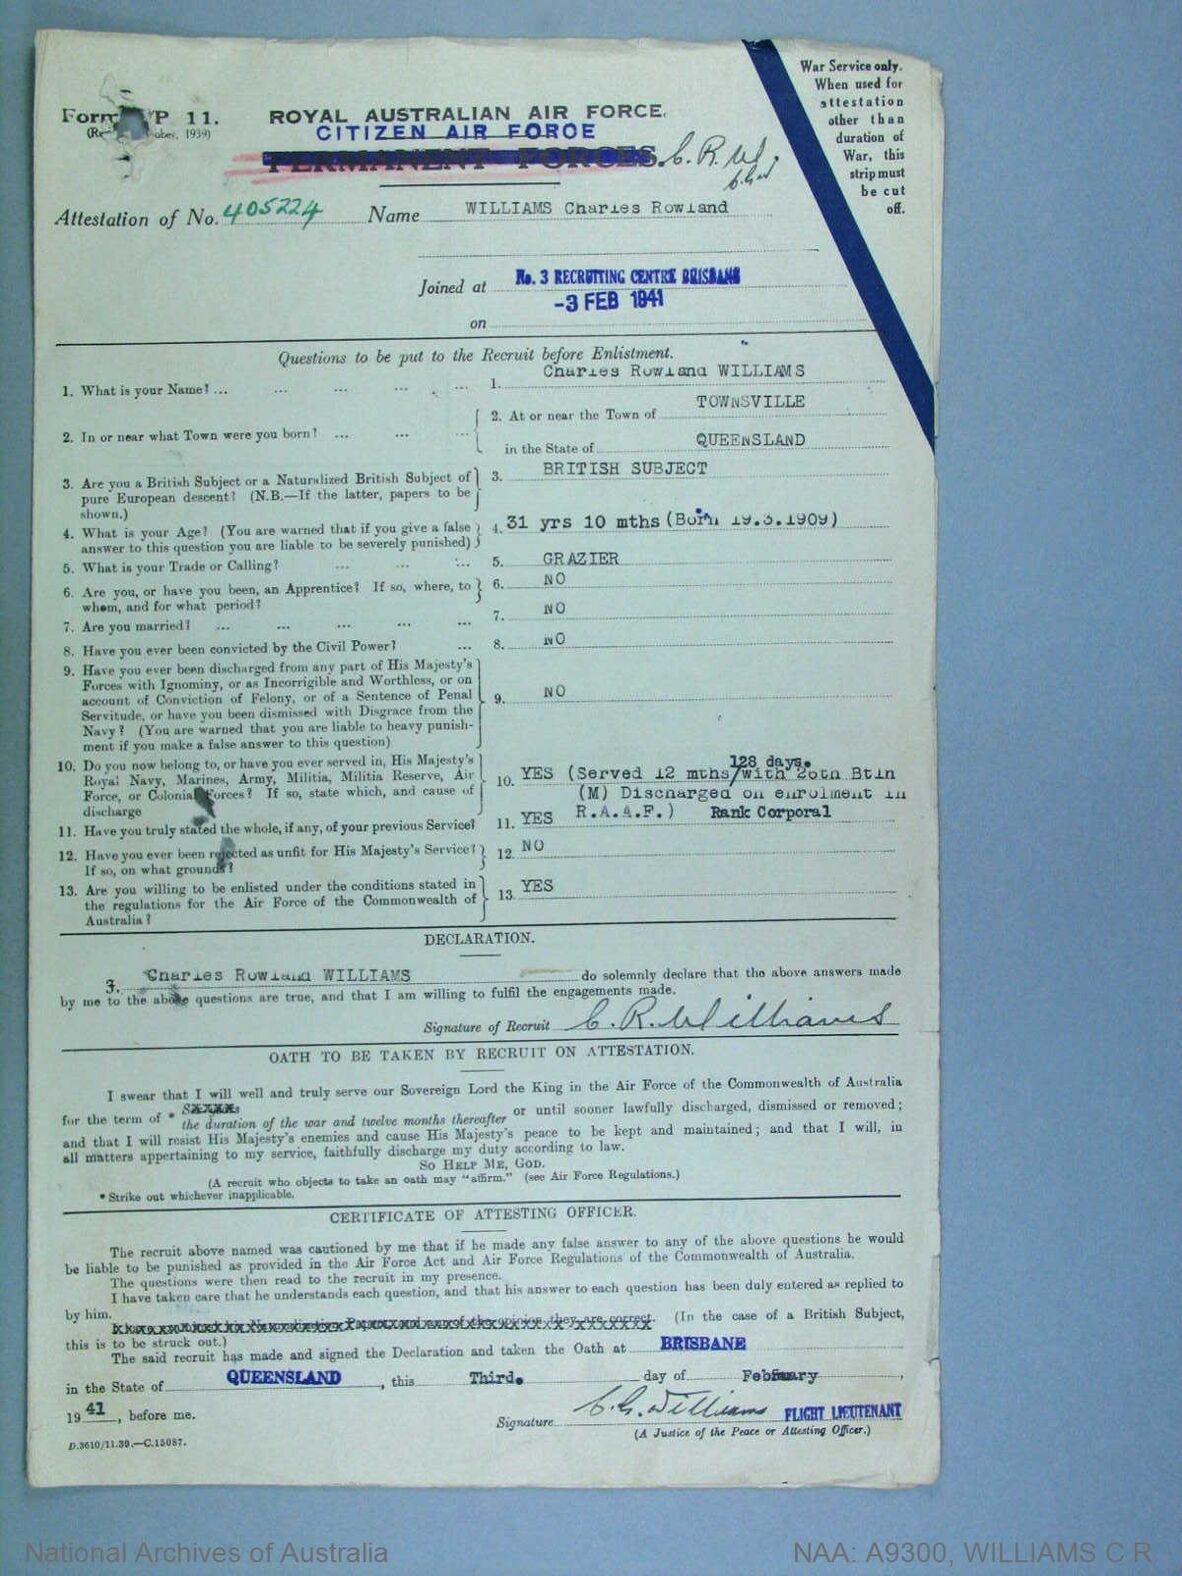 War Service only.
When used for
attestation
other than
duration of
War, this
strip must
be cut
off.
Form P 11.
(Re ober, 1939)
ROYAL AUSTRALIAN AIR FORCE.
CITIZEN AIR FORCE
PERMANENT FORCES. C. R. W.
Attestation of No. 405224 Name WILLIAMS Charles Rowland
Joined at No. 3 RECRUITING CENTRE BRISBANE
-3 FEB 1941
on
Questions to be put to the Recruit before Enlistment.
1. What is your Name? ... ... ... ... 1. Charles Rowland WILLIAMS
2. In or near what Town were you born? ... ... ... 2. At or near the Town of TOWNSVILLE
in the State of QUEENSLAND
3. Are you a British Subject or a Naturalized British Subject of 3. BRITISH SUBJECT
pure European descent? (N.B.—If the latter, papers to be
shown.)
4. What is your Age? (You are warned that if you give a false 4. 31 yrs 10 mths (Born 19.3.1909)
answer to this question you are liable to be severely punished)
5. What is your Trade or Calling? ... ... ... 5. GRAZIER
6. Are you, or have you been, an Apprentice? If so, where, to 6. NO
whom, and for what period?
7. Are you married? ... ... ... ... ... 7. NO
8. Have you ever been convicted by the Civil Power? ... 8. NO
9. Have you ever been discharged from any part of His Majesty's
Forces with Ignominy, or as Incorrigible and Worthless, or on
account of Conviction of Felony, or of a Sentence of Penal 9. NO
Servitude, or have you been dismissed with Disgrace from the
Navy? (You are warned that you are liable to heavy punish-
ment if you make a false answer to this question)
128 days.
10. Do you now belong to, or have you ever served in, His Majesty's 10. YES (Served 12 mths/with 26th Btln
Royal Navy, Marines, Army, Militia, Militia Reserve, Air (M) Discharged on enrolment in
Force, or Colonial Forces? If so, state which, and cause of R.A.A.F.) Rank Corporal
discharge
11. Have you truly stated the whole, if any, of your previous Service? 11. YES
12. Have you ever been rejected as unfit for His Majesty's Service? 12. NO
If so, on what grounds?
13. Are you willing to be enlisted under the conditions stated in 13. YES
the regulations for the Air Force of the Commonwealth of
Australia?
DECLARATION.
I, Charles Rowland WILLIAMS do solemnly declare that the above answers made
by me to the above questions are true, and that I am willing to fulfil the engagements made.
Signature of Recruit C. R. Williams
OATH TO BE TAKEN BY RECRUIT ON ATTESTATION.
I swear that I will well and truly serve our Sovereign Lord the King in the Air Force of the Commonwealth of Australia
for the term of * the duration of the war and twelve months thereafter or until sooner lawfully discharged, dismissed or removed;
and that I will resist His Majesty's enemies and cause His Majesty's peace to be kept and maintained; and that I will, in
all matters appertaining to my service, faithfully discharge my duty according to law.
SO HELP ME, GOD.
(A recruit who objects to take an oath may "affirm." (see Air Force Regulations.)
* Strike out whichever inapplicable.
CERTIFICATE OF ATTESTING OFFICER.
The recruit above named was cautioned by me that if he made any false answer to any of the above questions he would
be liable to be punished as provided in the Air Force Act and Air Force Regulations of the Commonwealth of Australia.
The questions were then read to the recruit in my presence.
I have taken care that he understands each question, and that his answer to each question has been duly entered as replied to
by him.
of the opinion they are correct. (In the case of a British Subject,
this is to be struck out.)
The said recruit has made and signed the Declaration and taken the Oath at BRISBANE
in the State of QUEENSLAND, this Third. day of February,
1941, before me.
Signature C. G. Williams FLIGHT LIEUTENANT
(A Justice of the Peace or Attesting Officer.)
D.3610/11.39.—C.15087.
National Archives of Australia
NAA: A9300, WILLIAMS C R